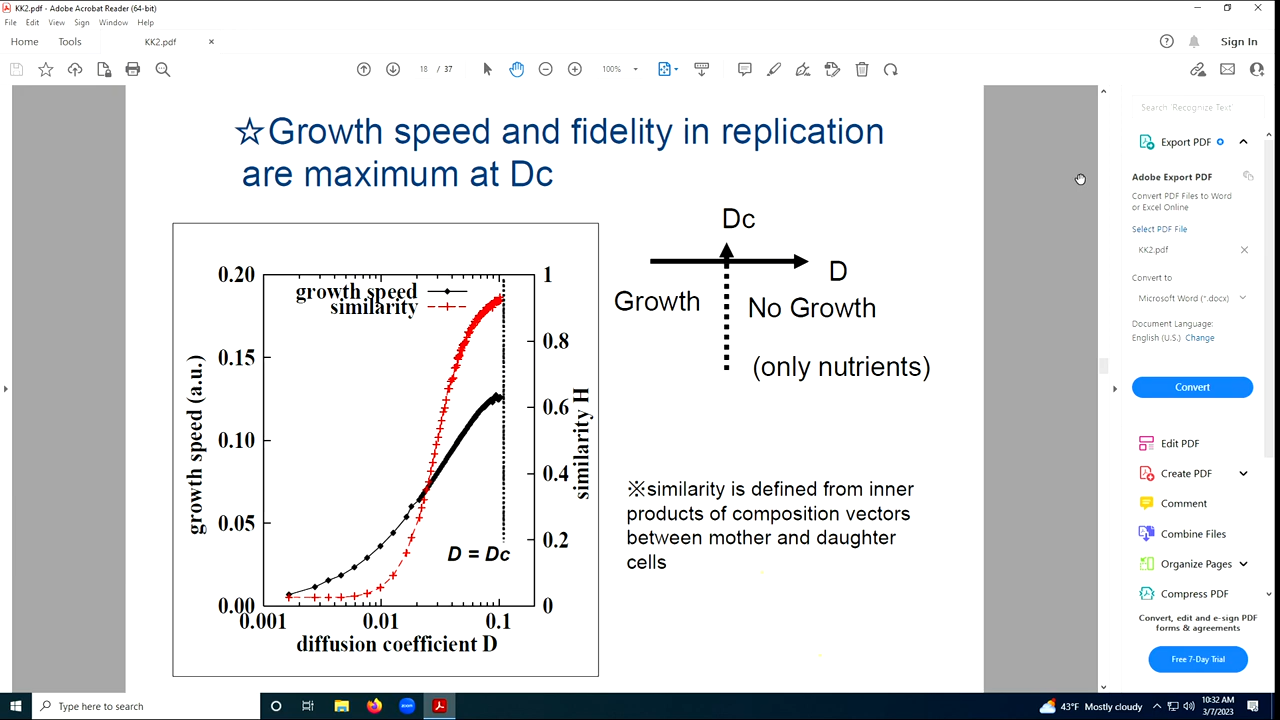 KK2.pdf - Adobe Acrobat Reader (64-bit)
File Edit View Sign Window Help
Home Tools KK2.pdf × Sign In
18 / 37 100%
☆Growth speed and fidelity in replication
are maximum at Dc
0.20
0.15
0.10
0.05
0.00
growth speed (a.u.)
growth speed
similarity
1
0.8
0.6
0.4
0.2
0
similarity H
D = Dc
0.001 0.01 0.1
diffusion coefficient D
Dc
D
Growth No Growth
(only nutrients)
※similarity is defined from inner
products of composition vectors
between mother and daughter
cells
Search 'Recognize Text'
Export PDF
Adobe Export PDF
Convert PDF Files to Word
or Excel Online
Select PDF File
KK2.pdf
Convert to
Microsoft Word (*.docx)
Document Language:
English (U.S.) Change
Convert
Edit PDF
Create PDF
Comment
Combine Files
Organize Pages
Compress PDF
Convert, edit and e-sign PDF
forms & agreements
Free 7-Day Trial
Type here to search
zoom
43°F Mostly cloudy
10:32 AM
3/7/2023